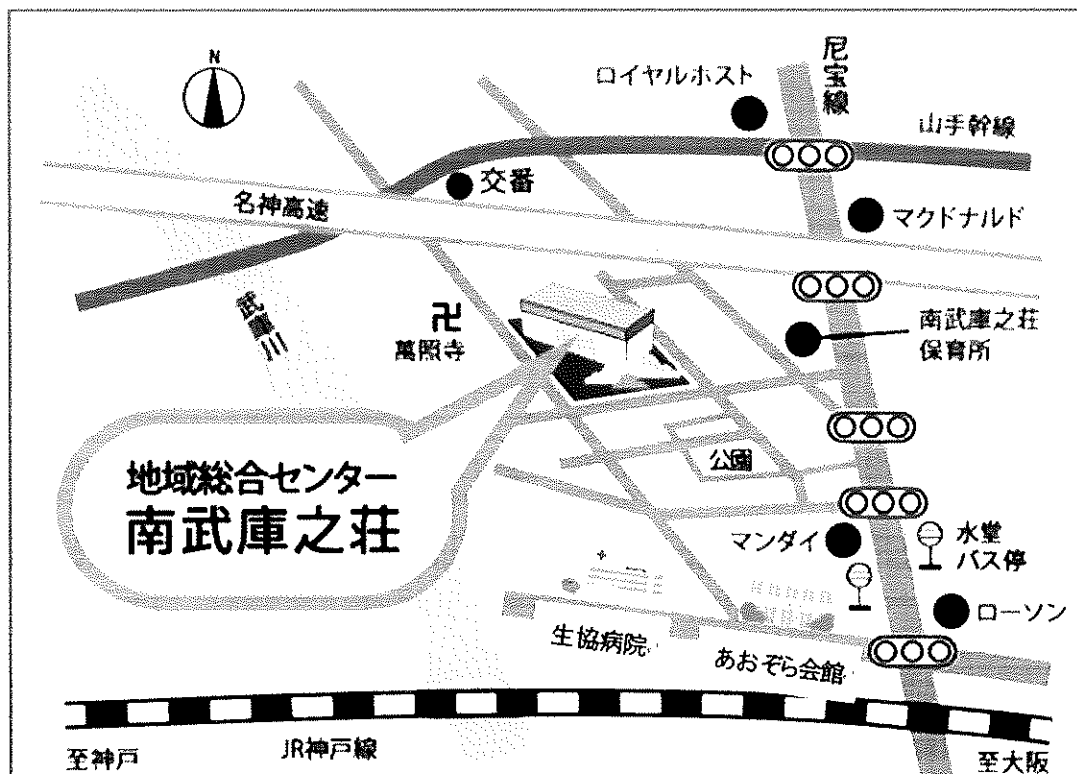 N
ロイヤルホスト
尼宝線
山手幹線
交番
名神高速
マクドナルド
武庫川
卍
萬照寺
南武庫之荘
保育所
地域総合センター
南武庫之荘
公園
マンダイ
水堂
バス停
ローソン
生協病院
あおぞら会館
至神戸
JR神戸線
至大阪